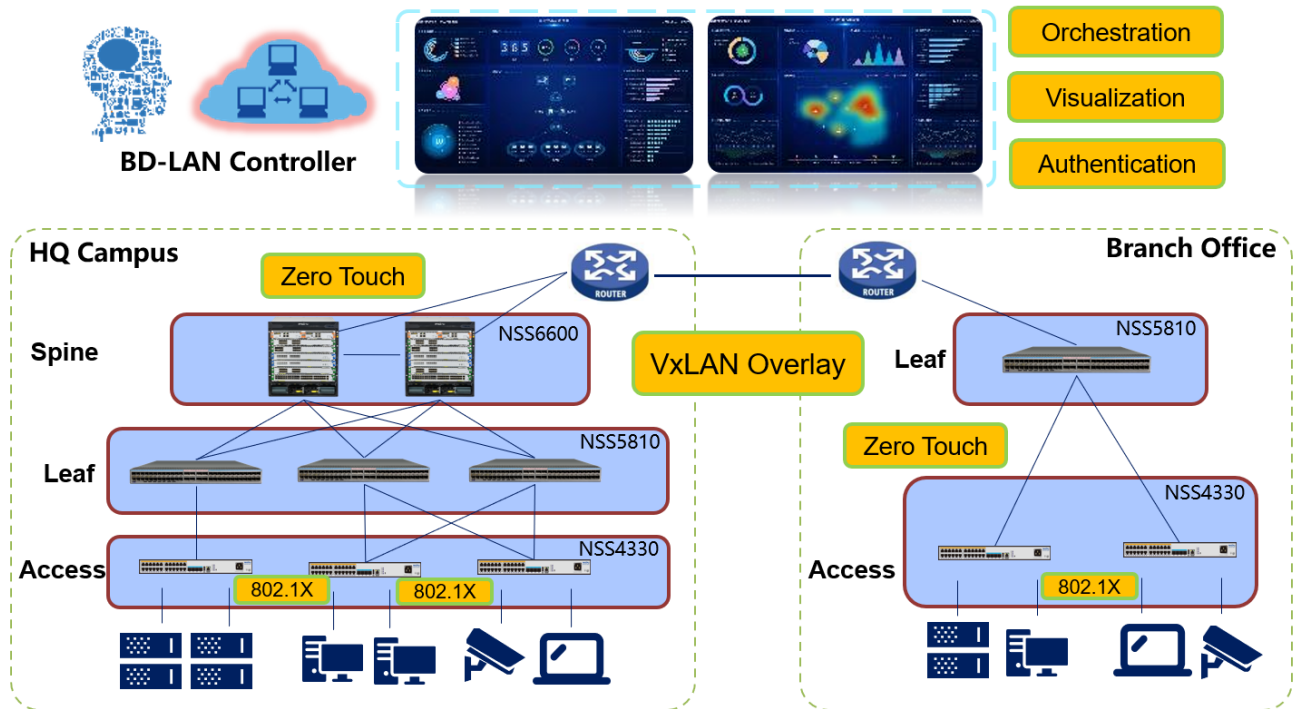 BD-LAN Controller
365
Orchestration
Visualization
Authentication
HQ Campus
Zero Touch
ROUTER
ROUTER
Branch Office
Spine
NSS6600
VxLAN Overlay
Leaf
NSS5810
Leaf
NSS5810
Zero Touch
Access
NSS4330
802.1X
802.1X
Access
NSS4330
802.1X